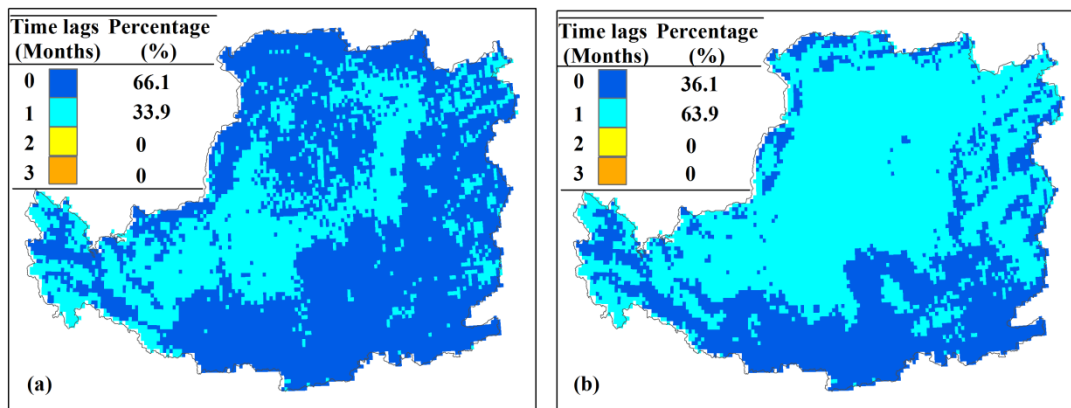 Time lags Percentage
(Months) (%)
0 66.1
1 33.9
2 0
3 0
(a)
Time lags Percentage
(Months) (%)
0 36.1
1 63.9
2 0
3 0
(b)